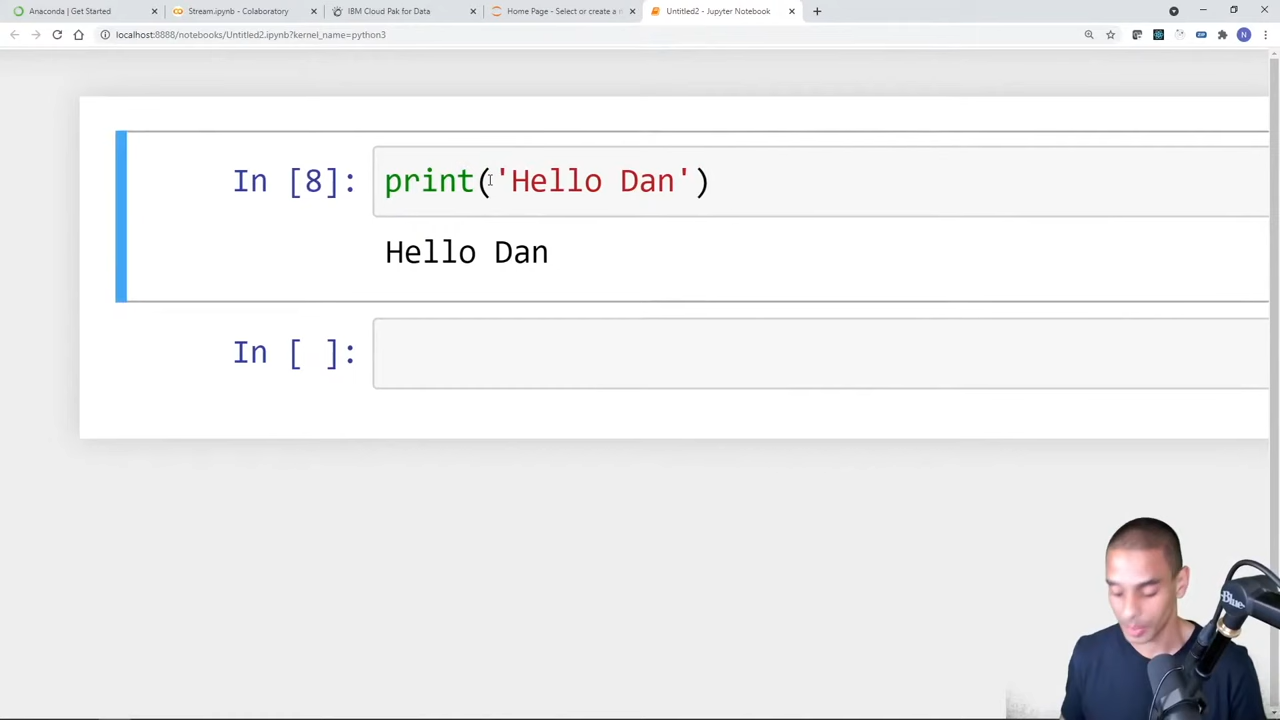 Anaconda | Get Started
Stream.ipynb - Colaboratory
IBM Cloud Pak for Data
Home Page - Select or create a n
Untitled2 - Jupyter Notebook
localhost:8888/notebooks/Untitled2.ipynb?kernel_name=python3
N
In [8]: print('Hello Dan')
Hello Dan
In [ ]:
Blue